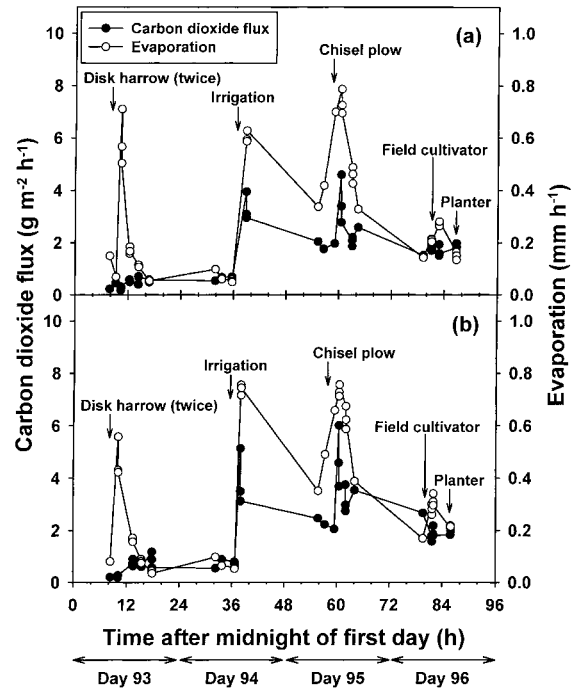 Carbon dioxide flux
Evaporation
(a)
Disk harrow (twice)
Irrigation
Chisel plow
Field cultivator
Planter
10
8
6
4
2
0
1.0
0.8
0.6
0.4
0.2
0.0
(b)
Disk harrow (twice)
Irrigation
Chisel plow
Field cultivator
Planter
10
8
6
4
2
0
1.0
0.8
0.6
0.4
0.2
0.0
Carbon dioxide flux (g m-2 h-1)
Evaporation (mm h-1)
0 12 24 36 48 60 72 84 96
Time after midnight of first day (h)
Day 93 Day 94 Day 95 Day 96